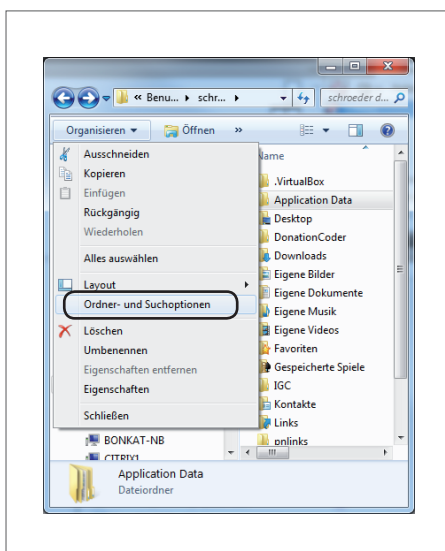 « Benu... ▸ schr... ▸ schroeder d...
Organisieren Öffnen »
Ausschneiden
Kopieren
Einfügen
Rückgängig
Wiederholen
Alles auswählen
Layout
Ordner- und Suchoptionen
Löschen
Umbenennen
Eigenschaften entfernen
Eigenschaften
Schließen
Name
.VirtualBox
Application Data
Desktop
DonationCoder
Downloads
Eigene Bilder
Eigene Dokumente
Eigene Musik
Eigene Videos
Favoriten
Gespeicherte Spiele
IGC
Kontakte
Links
pnlinks
BONKAT-NB
CITRIX1
Application Data
Dateiordner